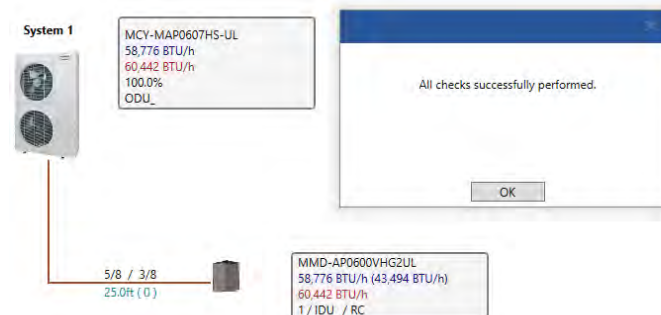 System 1
MCY-MAP0607HS-UL
58,776 BTU/h
60,442 BTU/h
100.0%
ODU_
All checks successfully performed.
OK
5/8 / 3/8
25.0ft ( 0 )
MMD-AP0600VHG2UL
58,776 BTU/h (43,494 BTU/h)
60,442 BTU/h
1 / IDU_ / RC